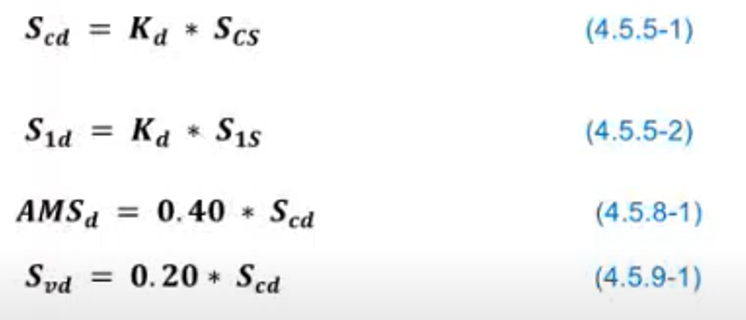 S_cd = K_d * S_CS (4.5.5-1)
S_1d = K_d * S_1S (4.5.5-2)
AMS_d = 0.40 * S_cd (4.5.8-1)
S_vd = 0.20 * S_cd (4.5.9-1)